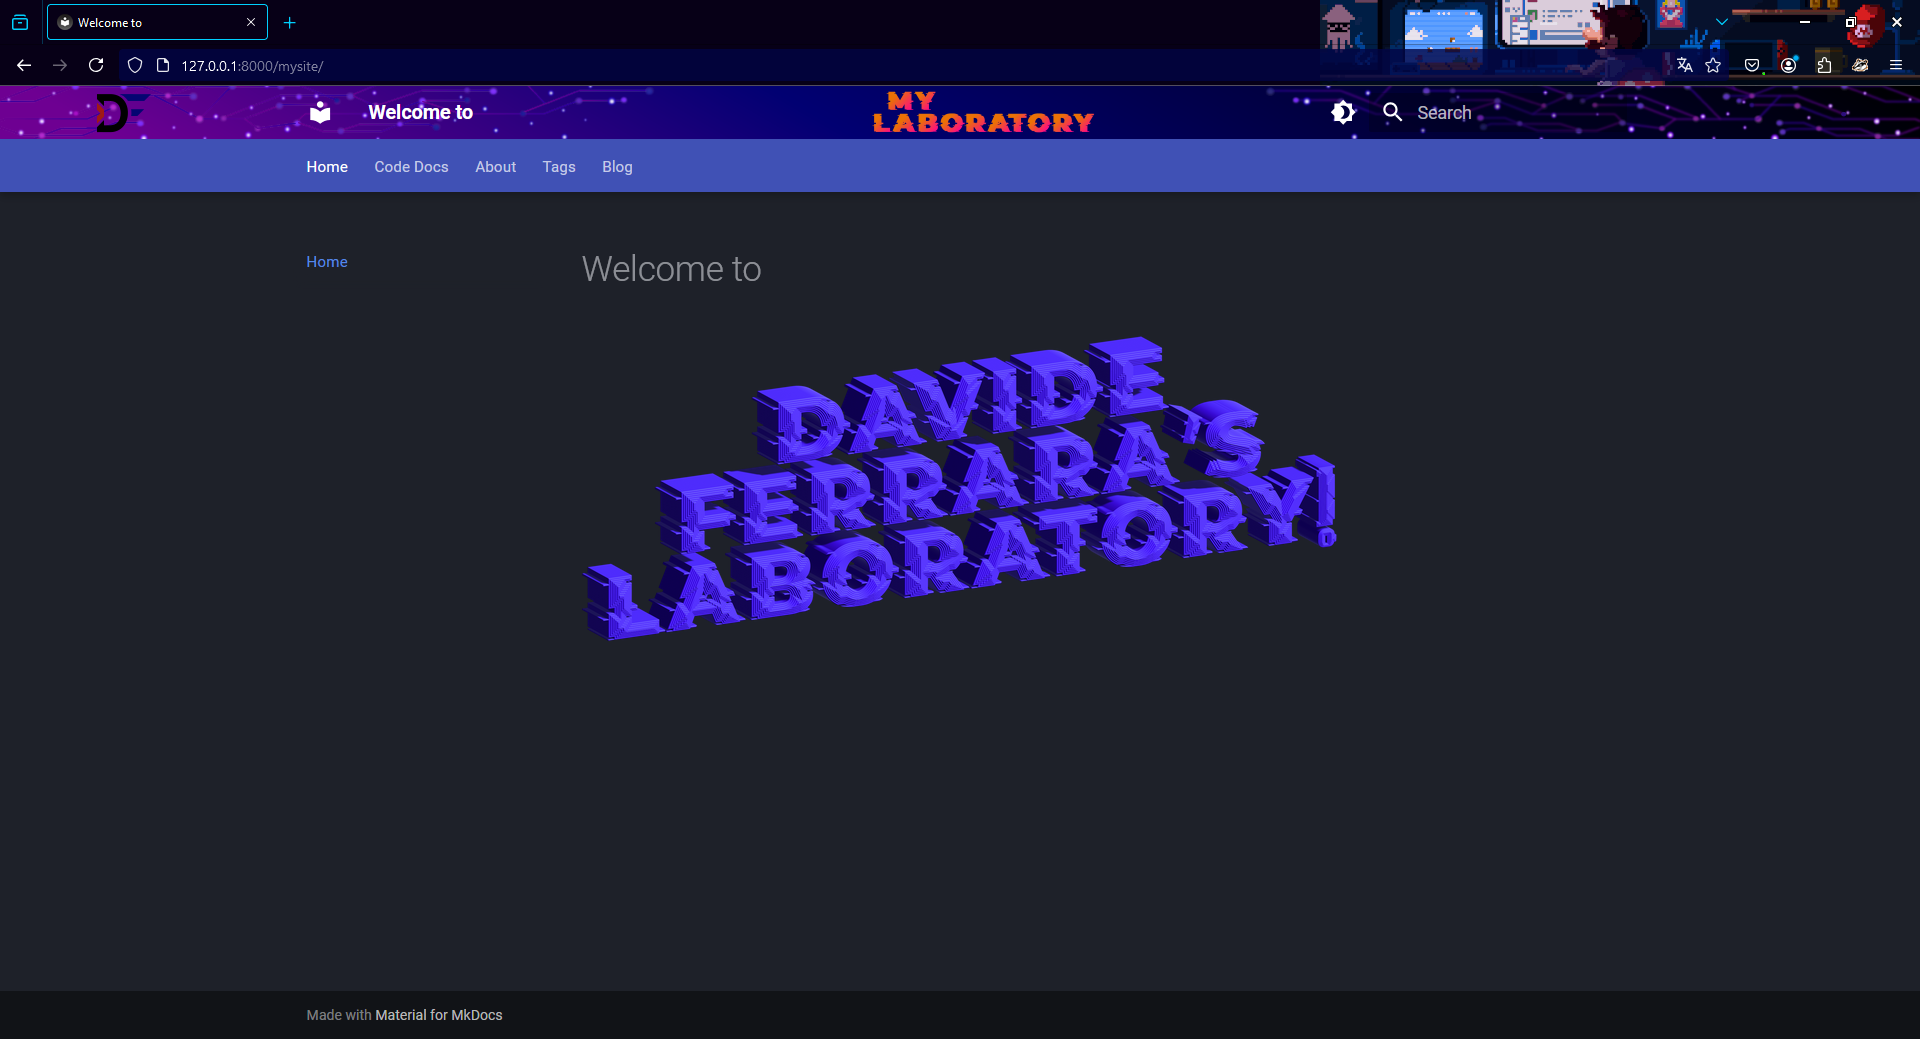 Welcome to
127.0.0.1:8000/mysite/
DF
Welcome to
MY
LABORATORY
Search
Home
Code Docs
About
Tags
Blog
Home
Welcome to
DAVIDE
FERRARA'S
LABORATORY!
Made with Material for MkDocs